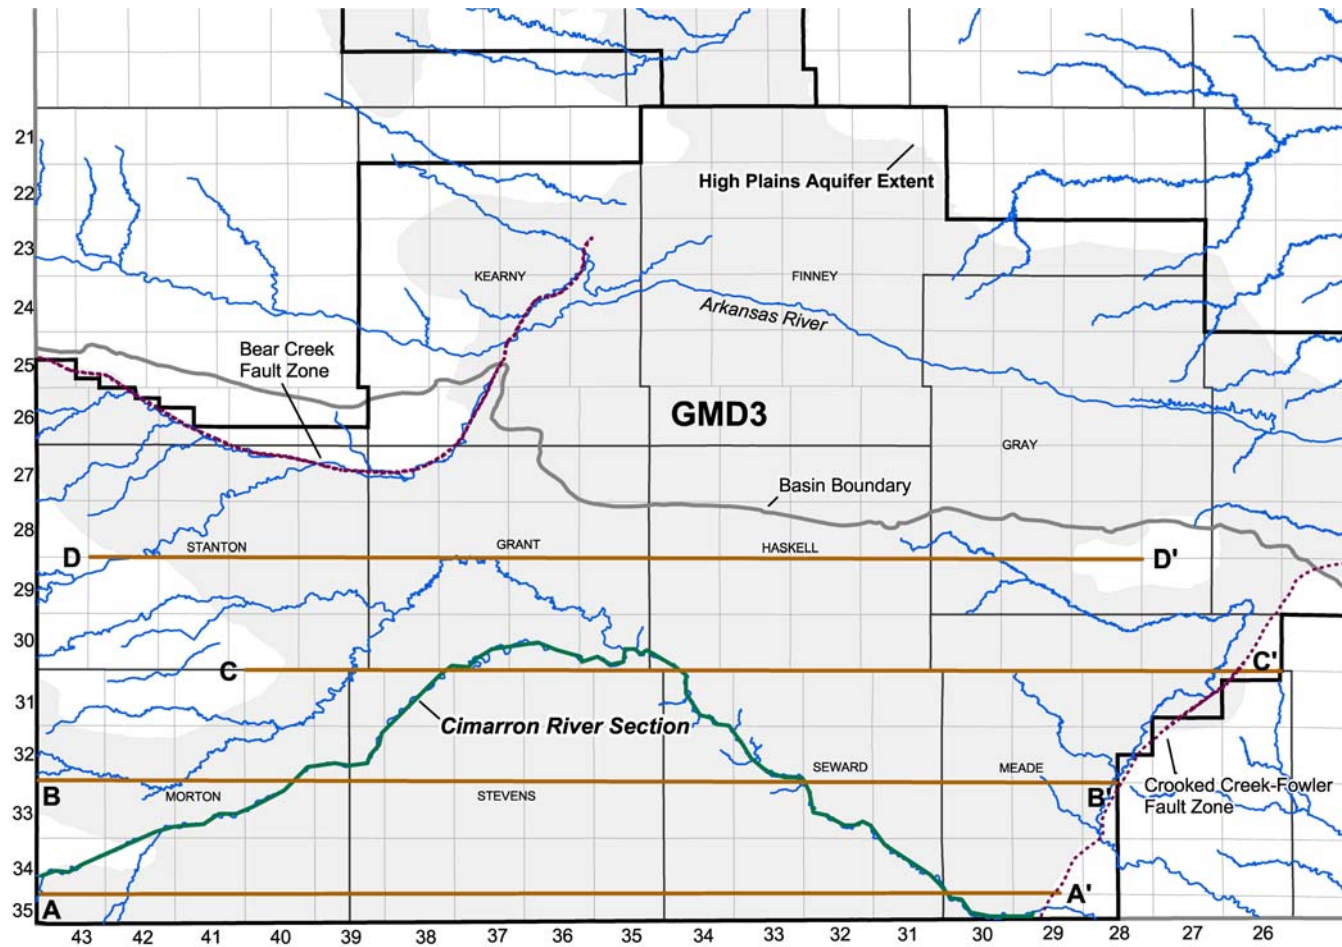 21
High Plains Aquifer Extent
22
23
KEARNY
FINNEY
24
Arkansas River
Bear Creek
Fault Zone
25
GMD3
26
GRAY
27
Basin Boundary
28
STANTON
GRANT
HASKELL
D
D'
29
30
C
C'
31
Cimarron River Section
32
SEWARD
MEADE
B
MORTON
STEVENS
B'
Crooked Creek-Fowler
Fault Zone
33
34
A
A'
35
43 42 41 40 39 38 37 36 35 34 33 32 31 30 29 28 27 26